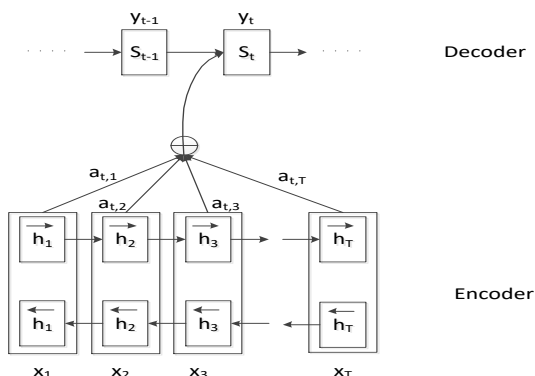 y_{t-1} y_t
. . . . S_{t-1} S_t . . . . Decoder
a_{t,1} a_{t,2} a_{t,3} a_{t,T}
→h_1 →h_2 →h_3 →h_T
Encoder
←h_1 ←h_2 ←h_3 ←h_T
x_1 x_2 x_3 x_T